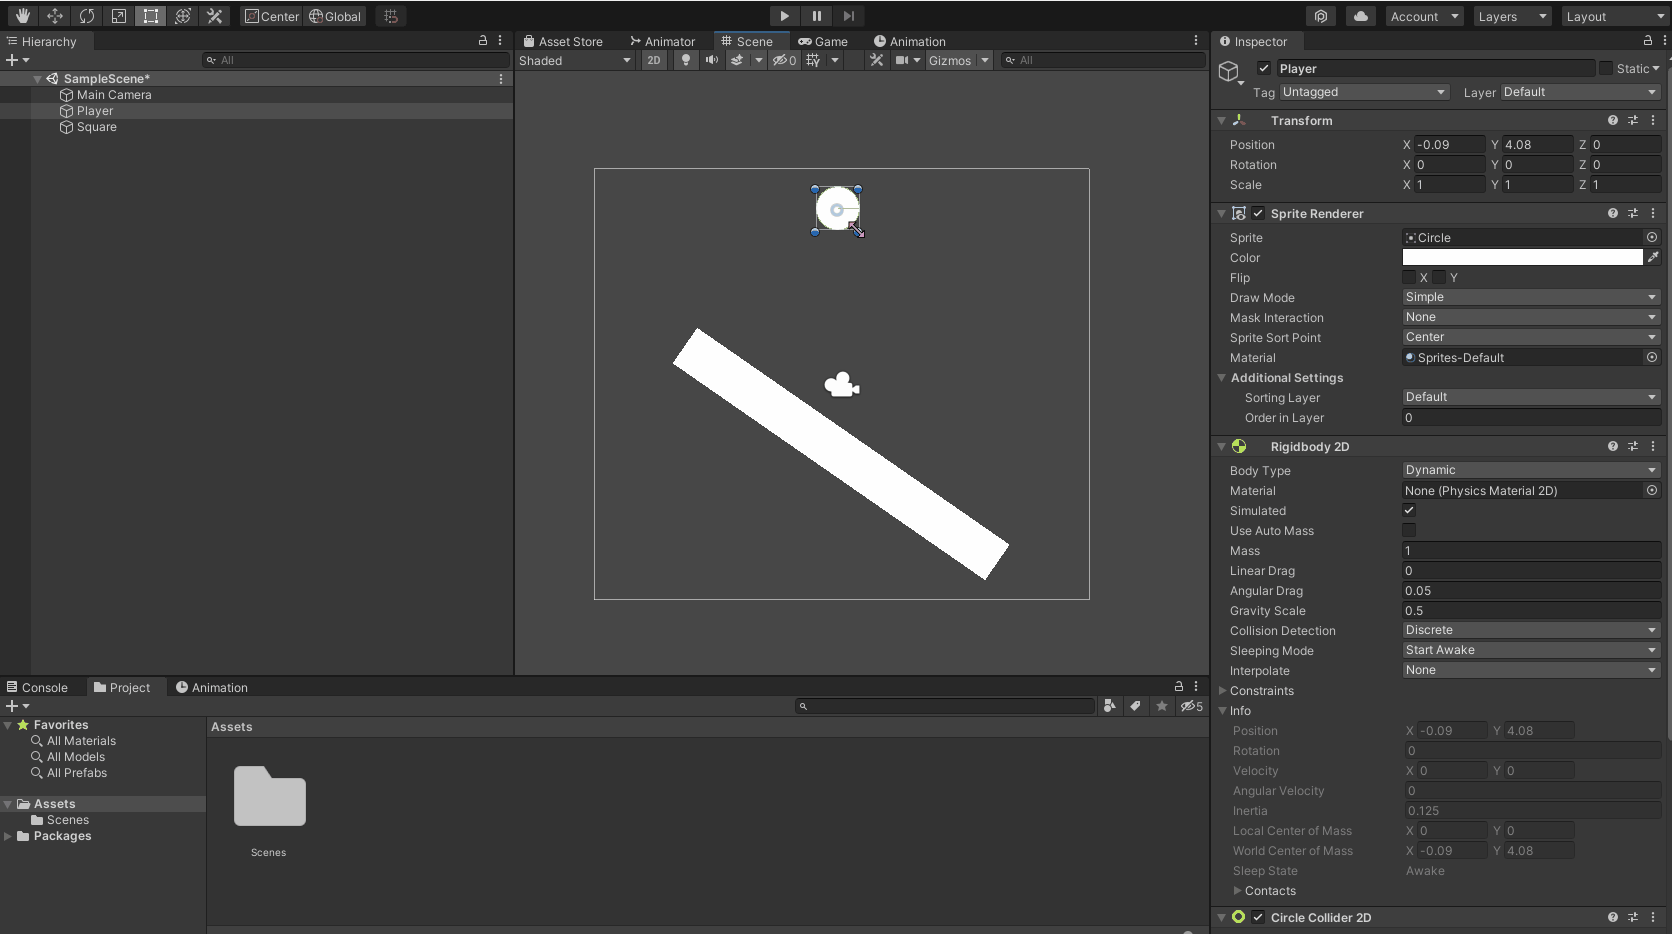 Center Global Account Layers Layout
Hierarchy
All
SampleScene*
Main Camera
Player
Square
Asset Store Animator Scene Game Animation
Shaded 2D 0 Gizmos All
Inspector
Player Static
Tag Untagged Layer Default
Transform
Position X -0.09 Y 4.08 Z 0
Rotation X 0 Y 0 Z 0
Scale X 1 Y 1 Z 1
Sprite Renderer
Sprite Circle
Color
Flip X Y
Draw Mode Simple
Mask Interaction None
Sprite Sort Point Center
Material Sprites-Default
Additional Settings
Sorting Layer Default
Order in Layer 0
Rigidbody 2D
Body Type Dynamic
Material None (Physics Material 2D)
Simulated
Use Auto Mass
Mass 1
Linear Drag 0
Angular Drag 0.05
Gravity Scale 0.5
Collision Detection Discrete
Sleeping Mode Start Awake
Interpolate None
Constraints
Info
Position X -0.09 Y 4.08
Rotation 0
Velocity X 0 Y 0
Angular Velocity 0
Inertia 0.125
Local Center of Mass X 0 Y 0
World Center of Mass X -0.09 Y 4.08
Sleep State Awake
Contacts
Circle Collider 2D
Console Project Animation
5
Favorites
All Materials
All Models
All Prefabs
Assets
Scenes
Packages
Assets
Scenes